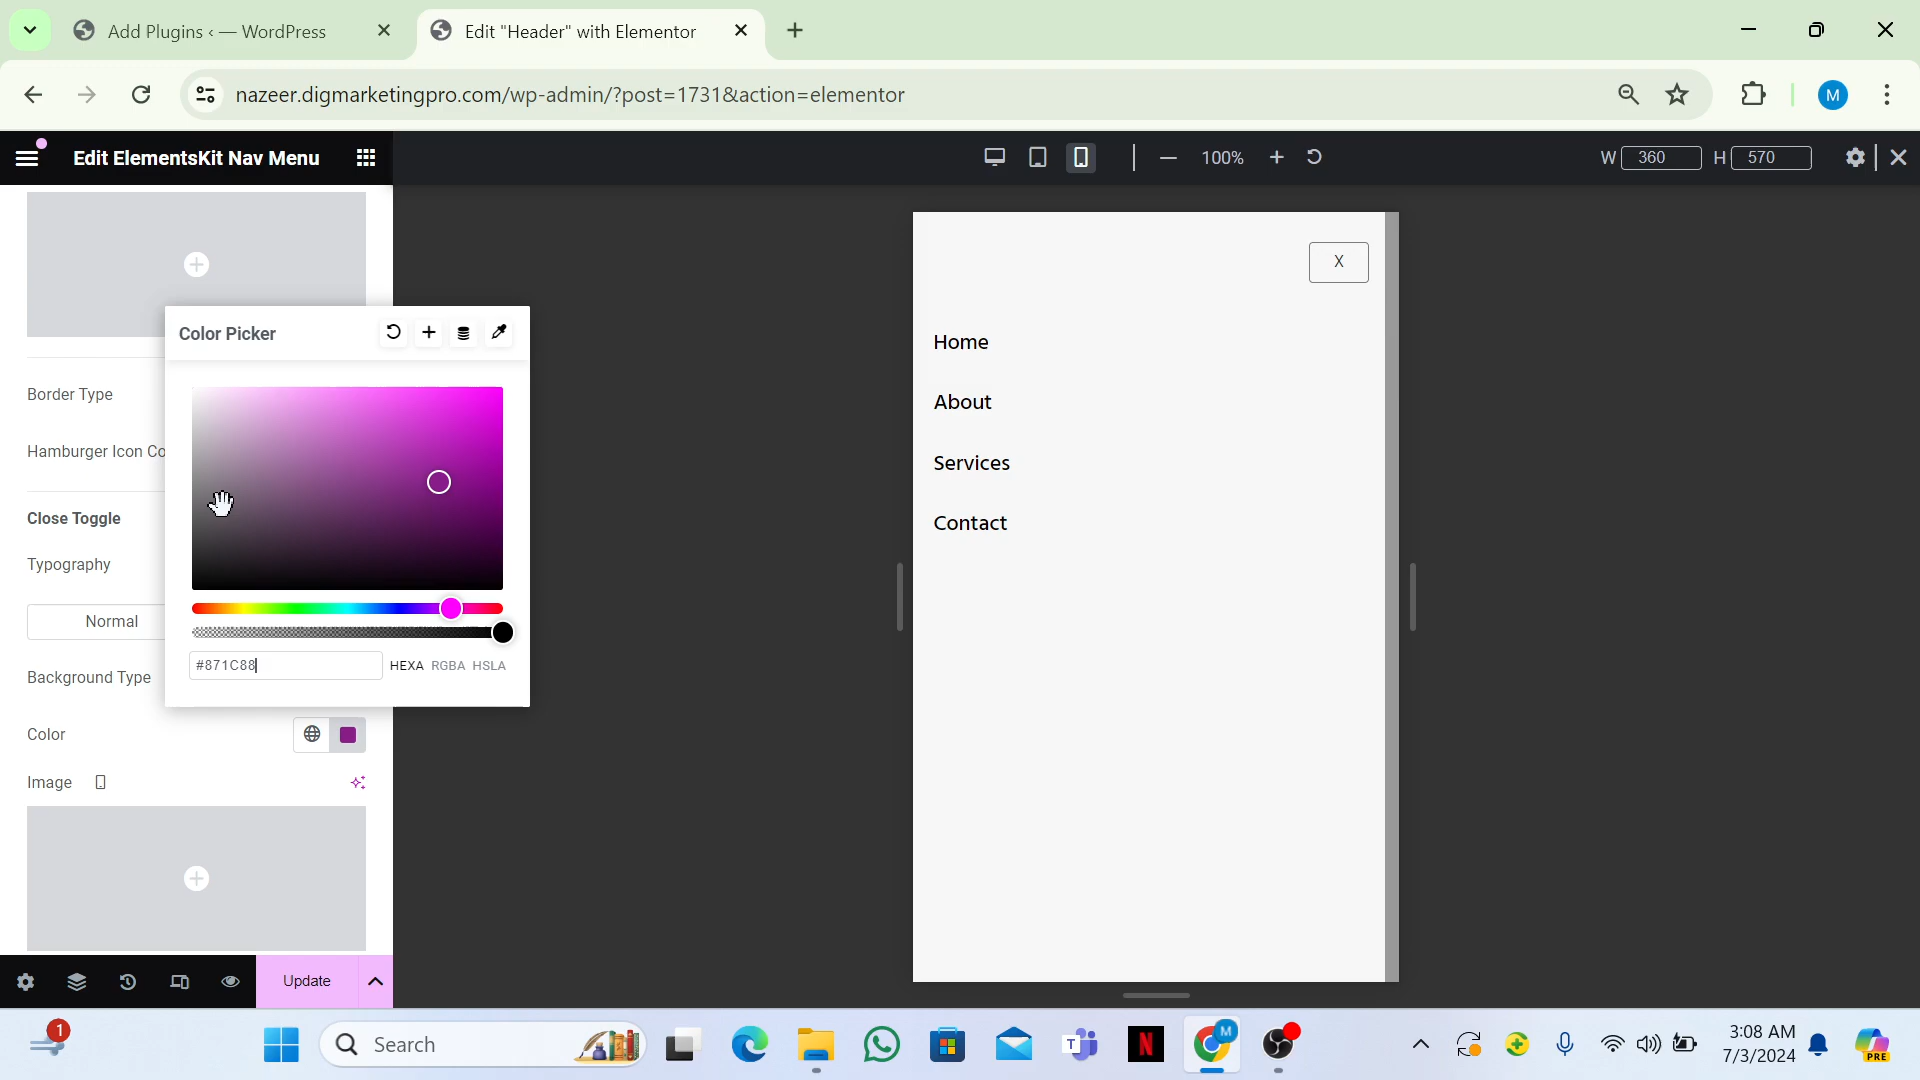 Add Plugins ‹ — WordPress
Edit "Header" with Elementor
nazeer.digmarketingpro.com/wp-admin/?post=1731&action=elementor
M
Edit ElementsKit Nav Menu
100%
W 360 H 570
Color Picker
X
Home
About
Services
Contact
Border Type
Hamburger Icon Co
Close Toggle
Typography
Normal
#871C88
HEXA RGBA HSLA
Background Type
Color
Image
Update
1
Search
T
N
M
3:08 AM
7/3/2024
PRE